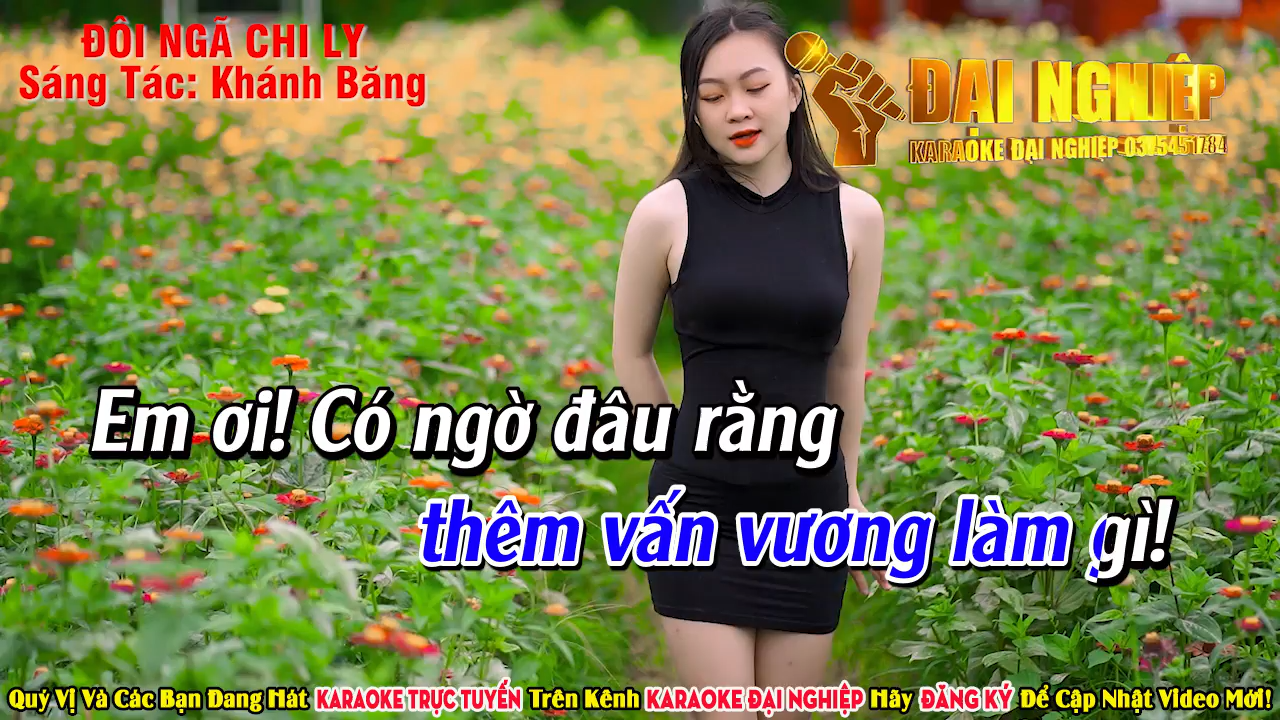 ĐÔI NGÃ CHI LY
Sáng Tác: Khánh Băng
ĐẠI NGHIỆP
KARAOKE ĐẠI NGHIỆP
Em ơi! Có ngờ đâu rằng
thêm vấn vương làm gì!
Quý Vị Và Các Bạn Đang Hát KARAOKE TRỰC TUYẾN Trên Kênh KARAOKE ĐẠI NGHIỆP Hãy ĐĂNG KÝ Để Cập Nhật Video Mới!